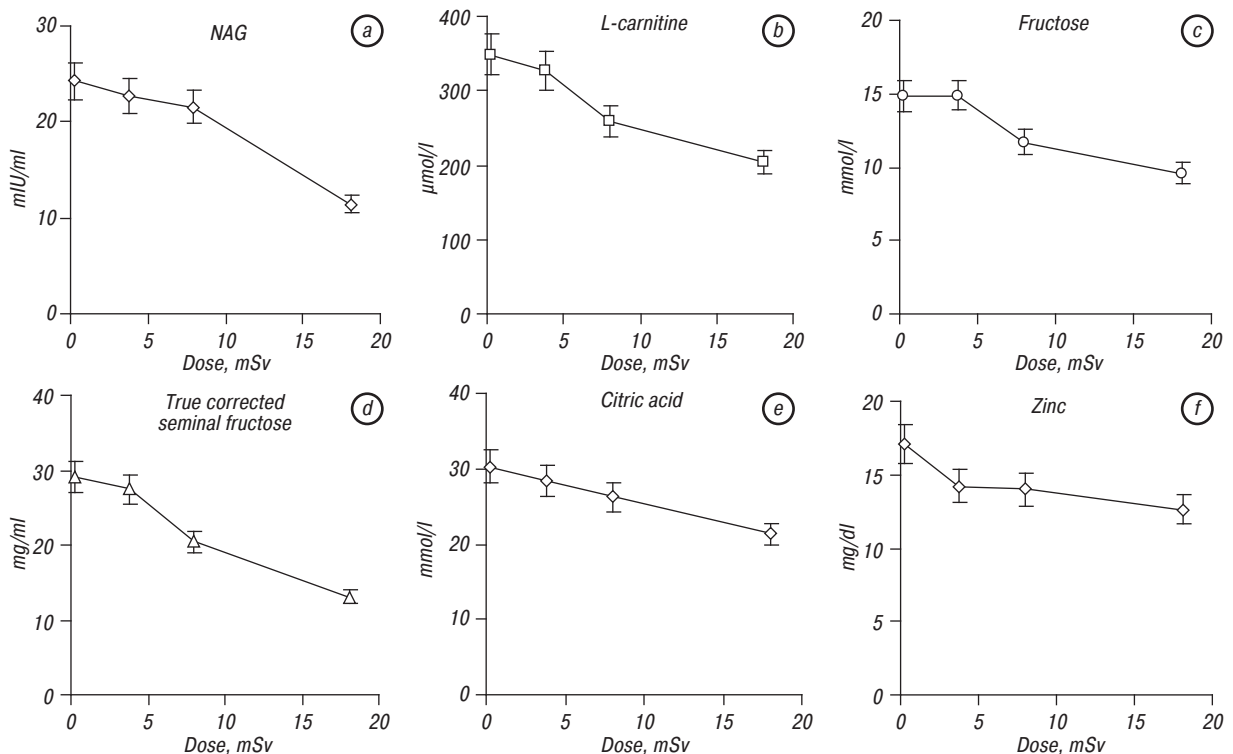 NAG
a
mIU/ml
30
20
10
0
0 5 10 15 20
Dose, mSv
L-carnitine
b
µmol/l
400
300
200
100
0
0 5 10 15 20
Dose, mSv
Fructose
c
mmol/l
20
15
10
5
0
0 5 10 15 20
Dose, mSv
True corrected
seminal fructose
d
mg/ml
40
30
20
10
0
0 5 10 15 20
Dose, mSv
Citric acid
e
mmol/l
40
30
20
10
0
0 5 10 15 20
Dose, mSv
Zinc
f
mg/dl
20
15
10
5
0
0 5 10 15 20
Dose, mSv